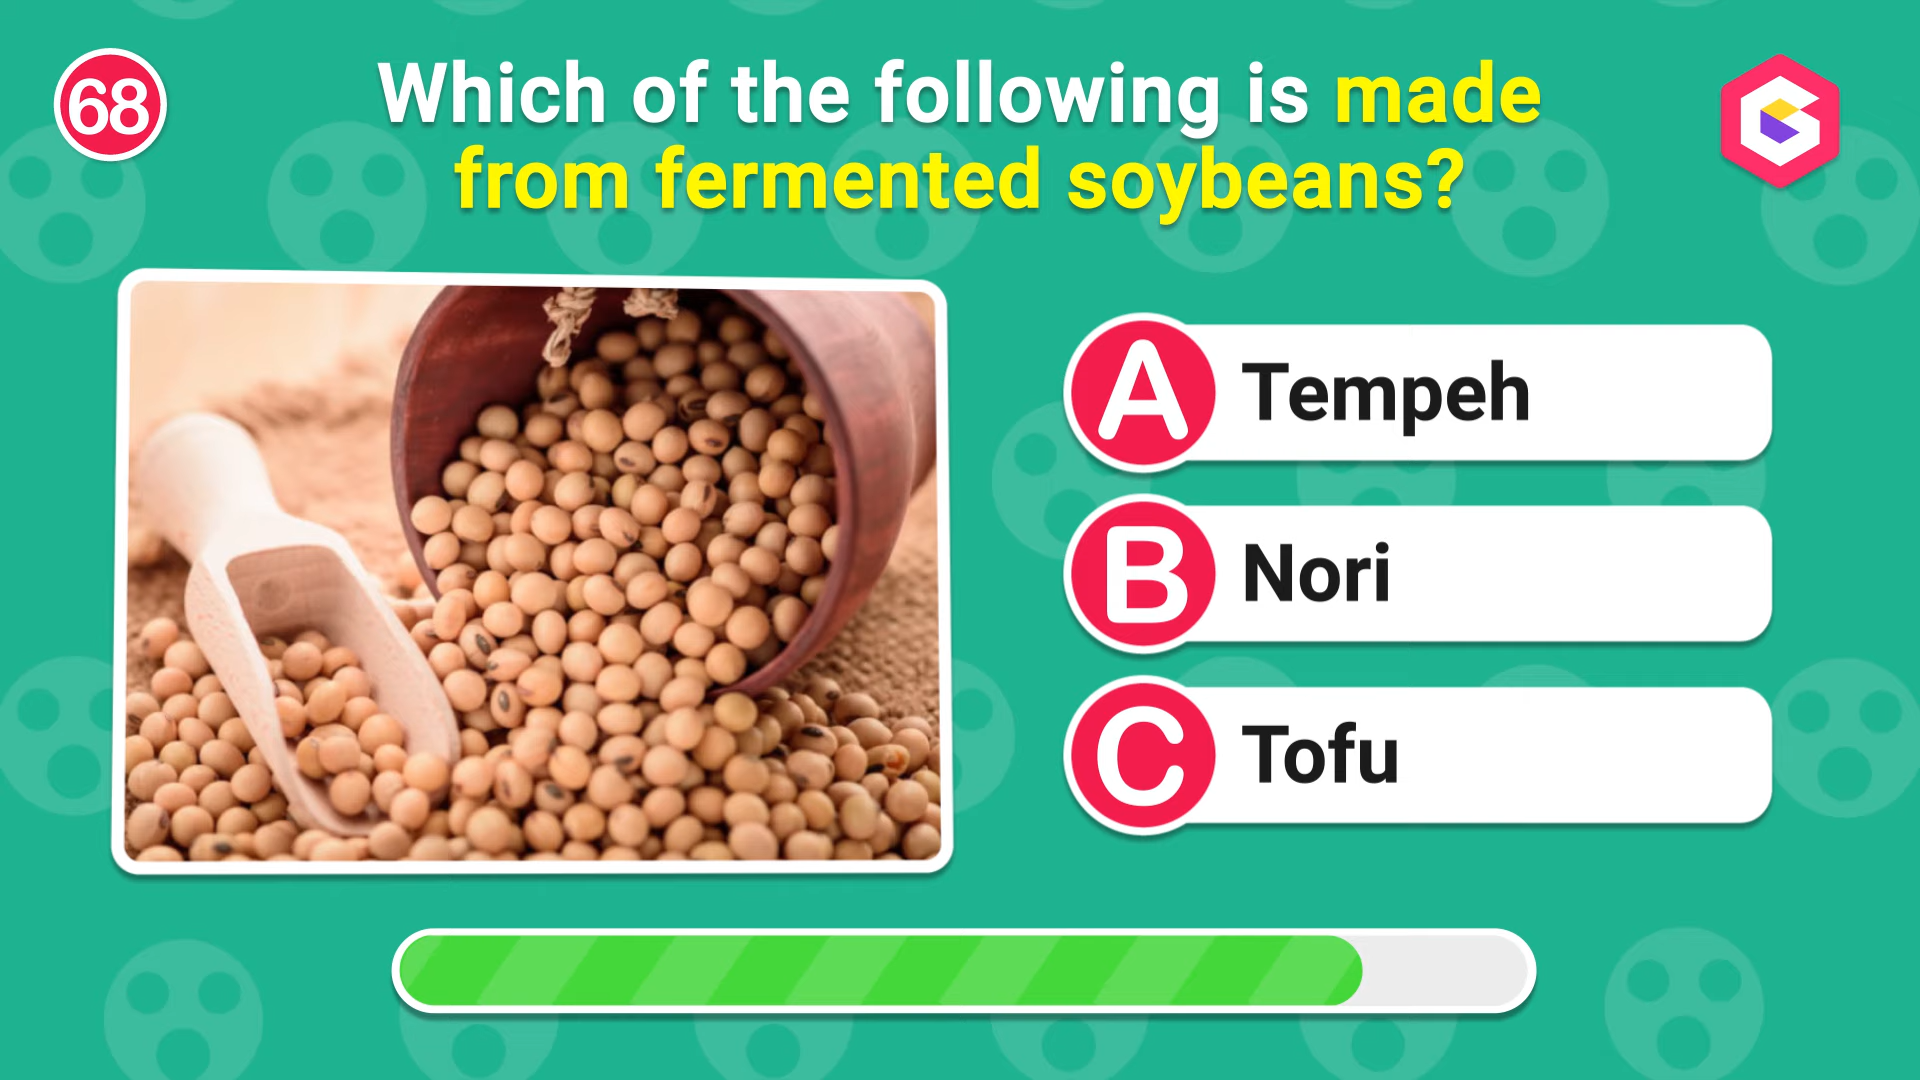 68
Which of the following is made
from fermented soybeans?
A Tempeh
B Nori
C Tofu